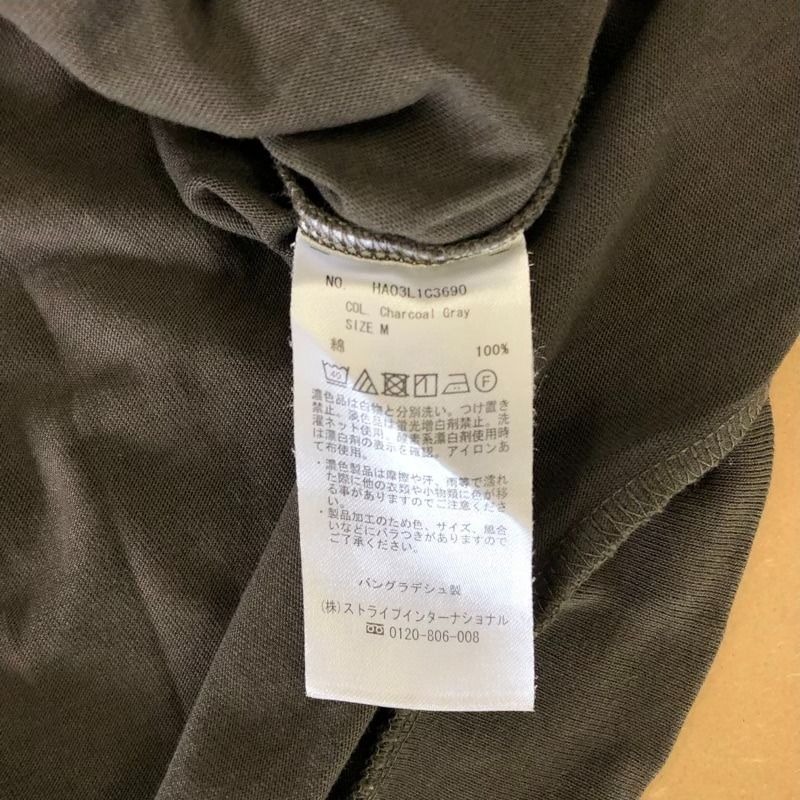 NO. HA03L1C3690
COL. Charcoal Gray
SIZE M
綿 100%
40 F
濃色品は白物と分別洗い。つけ置き
禁止。淡色品は蛍光増白剤禁止。洗
濯ネット使用。酵素系漂白剤使用時
は漂白剤の表示を確認。アイロンあ
て布使用。
・濃色製品は摩擦や汗、雨等で濡れ
た際に他の衣類や小物類に色が移
る事がありますのでご注意ください
・製品加工のため色、サイズ、風合
いなどにバラつきがありますので
ご了承ください。
バングラデシュ製
(株)ストライプインターナショナル
0120-806-008